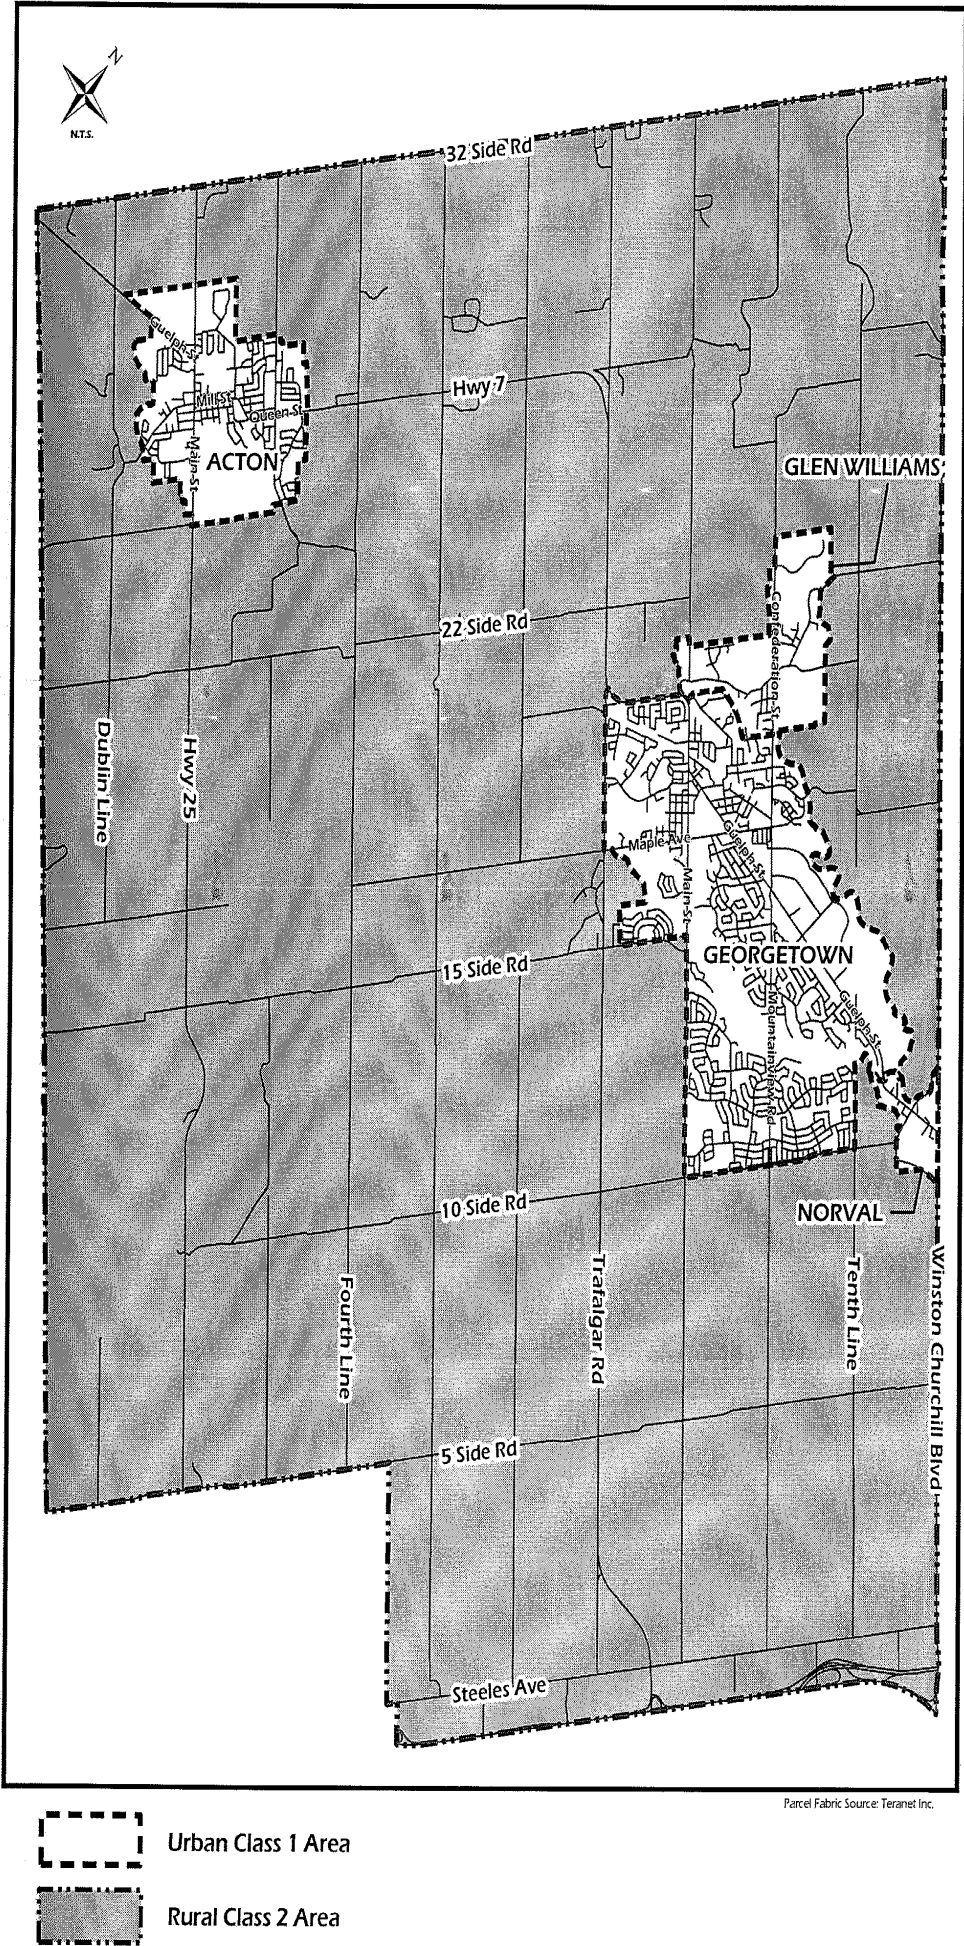 N
N.T.S.
32 Side Rd
Guelph St
Hwy 7
Mill St
Queen St
Main St
ACTON
GLEN WILLIAMS
Confederation St
22 Side Rd
Dublin Line
Hwy 25
Maple Ave
Guelph St
Main St
GEORGETOWN
15 Side Rd
Guelph St
Mountainview Rd
10 Side Rd
NORVAL
Fourth Line
Trafalgar Rd
Tenth Line
Winston Churchill Blvd
5 Side Rd
Steeles Ave
Parcel Fabric Source: Teranet Inc.
Urban Class 1 Area
Rural Class 2 Area